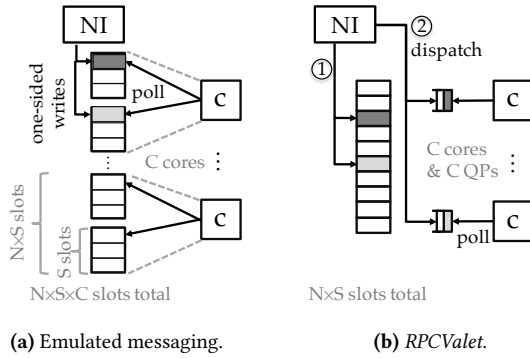 NI
one-sided
writes
poll
C
C cores
...
⋮
C
N×S slots
S slots
N×S×C slots total
(a) Emulated messaging.
NI
②
dispatch
①
C
C cores
& C QPs
⋮
C
poll
N×S slots total
(b) RPCValet.